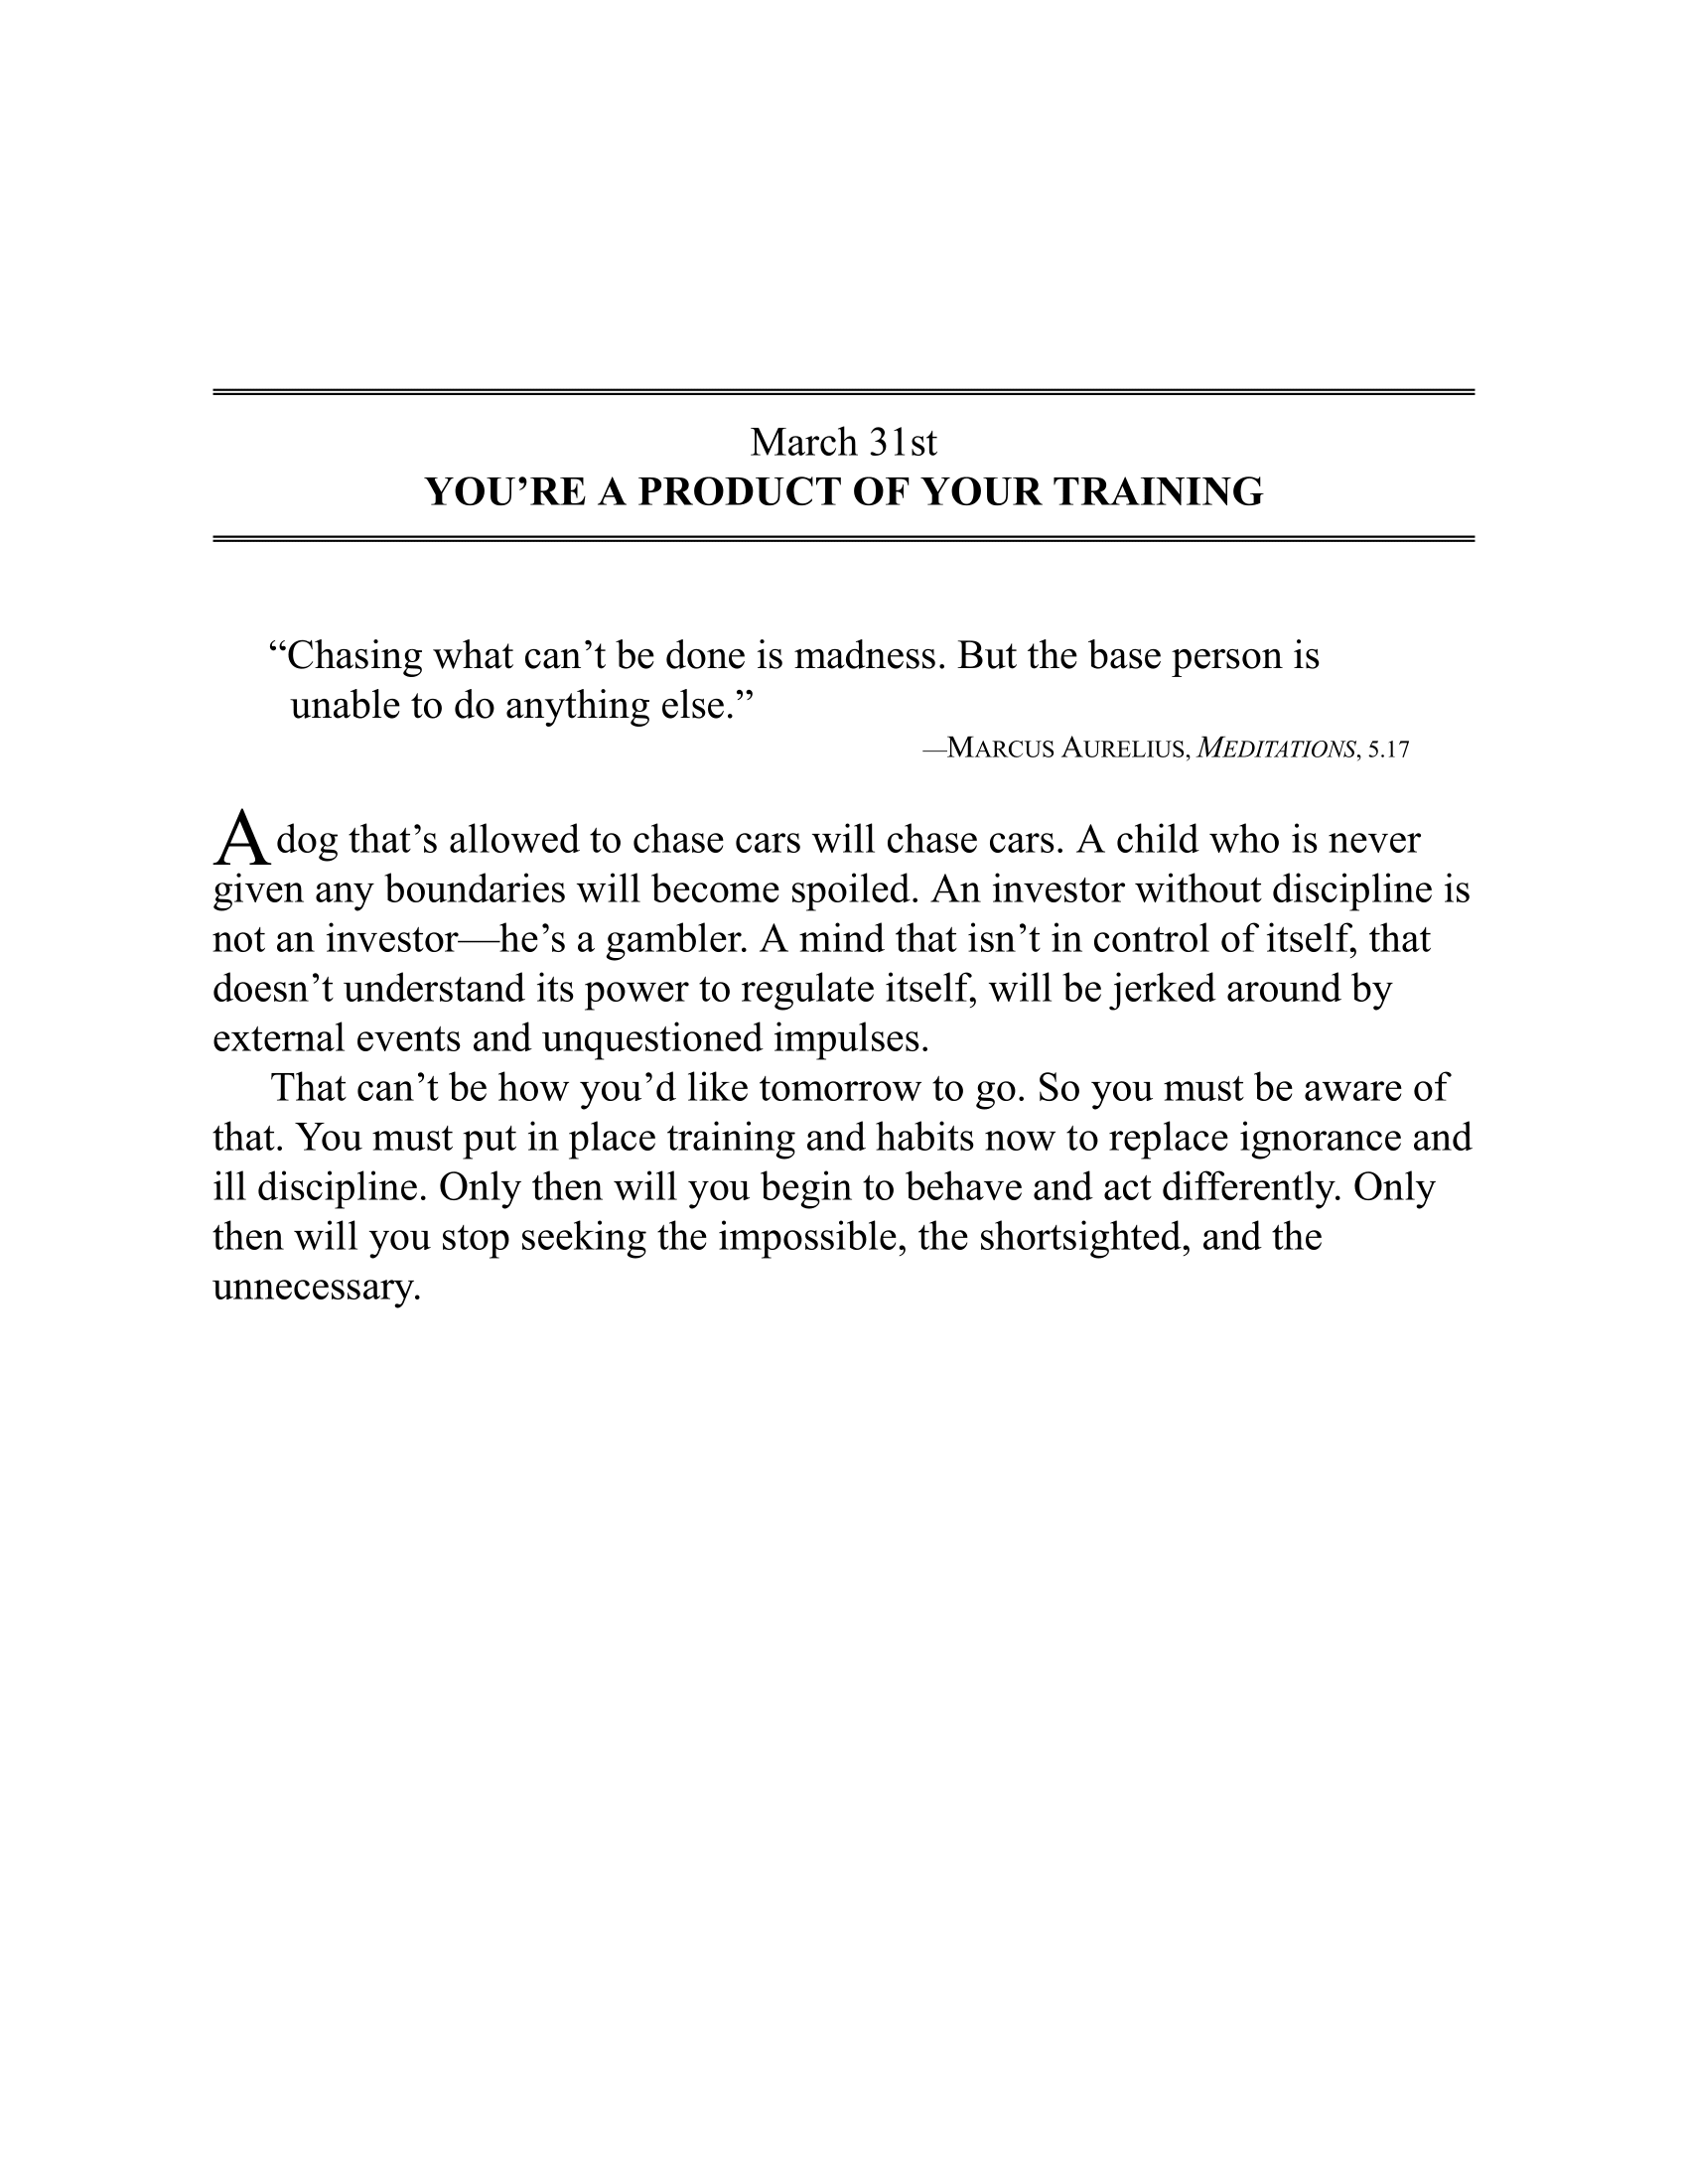 March 31st
YOU’RE A PRODUCT OF YOUR TRAINING
“Chasing what can’t be done is madness. But the base person is
unable to do anything else.”
—MARCUS AURELIUS, MEDITATIONS, 5.17
A dog that’s allowed to chase cars will chase cars. A child who is never
given any boundaries will become spoiled. An investor without discipline is
not an investor—he’s a gambler. A mind that isn’t in control of itself, that
doesn’t understand its power to regulate itself, will be jerked around by
external events and unquestioned impulses.
That can’t be how you’d like tomorrow to go. So you must be aware of
that. You must put in place training and habits now to replace ignorance and
ill discipline. Only then will you begin to behave and act differently. Only
then will you stop seeking the impossible, the shortsighted, and the
unnecessary.